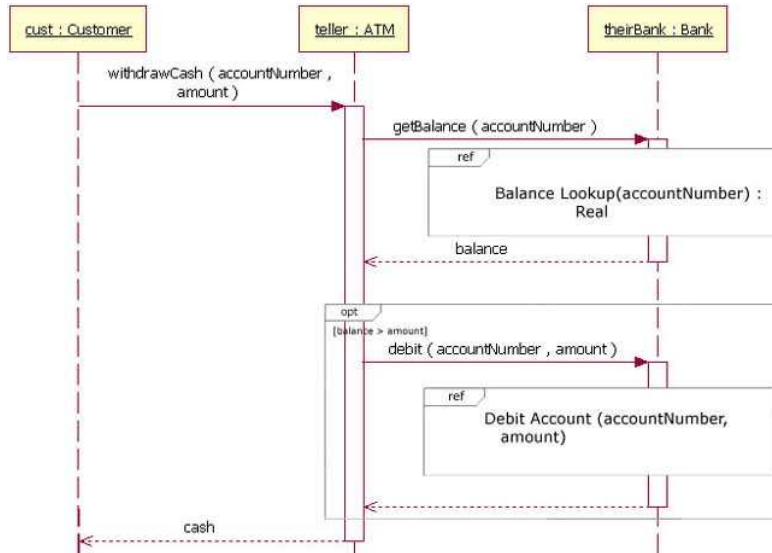 cust : Customer
teller : ATM
theirBank : Bank
withdrawCash ( accountNumber ,
amount )
getBalance ( accountNumber )
ref
Balance Lookup(accountNumber) :
Real
balance
opt
[balance > amount]
debit ( accountNumber , amount )
ref
Debit Account (accountNumber,
amount)
cash